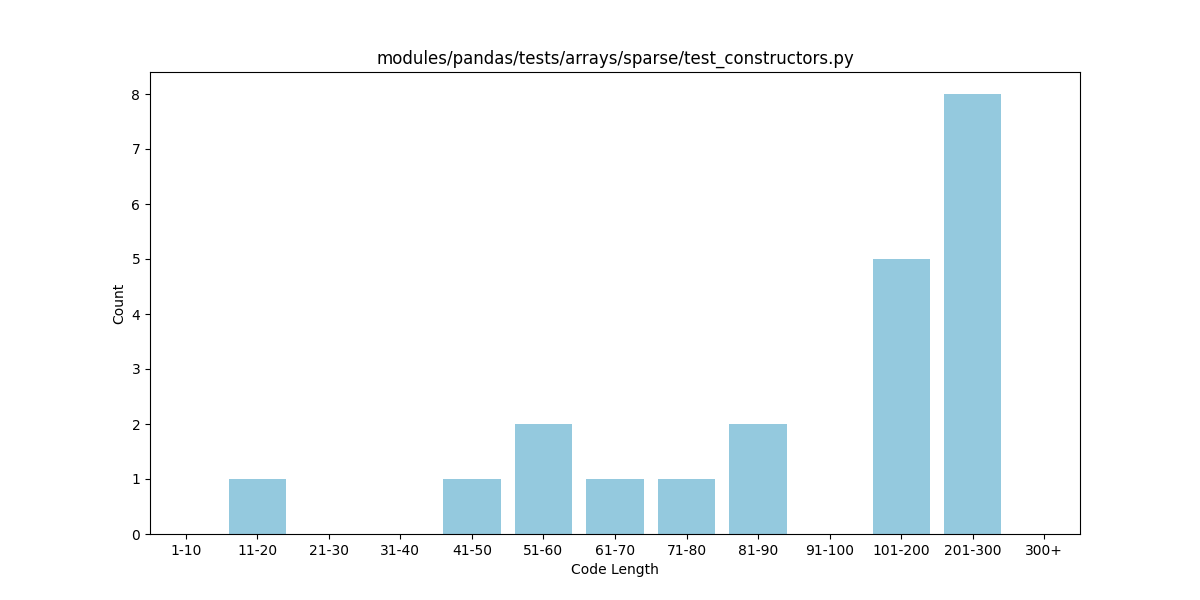 modules/pandas/tests/arrays/sparse/test_constructors.py
8
7
6
5
4
3
2
1
0
Count
1-10 11-20 21-30 31-40 41-50 51-60 61-70 71-80 81-90 91-100 101-200 201-300 300+
Code Length